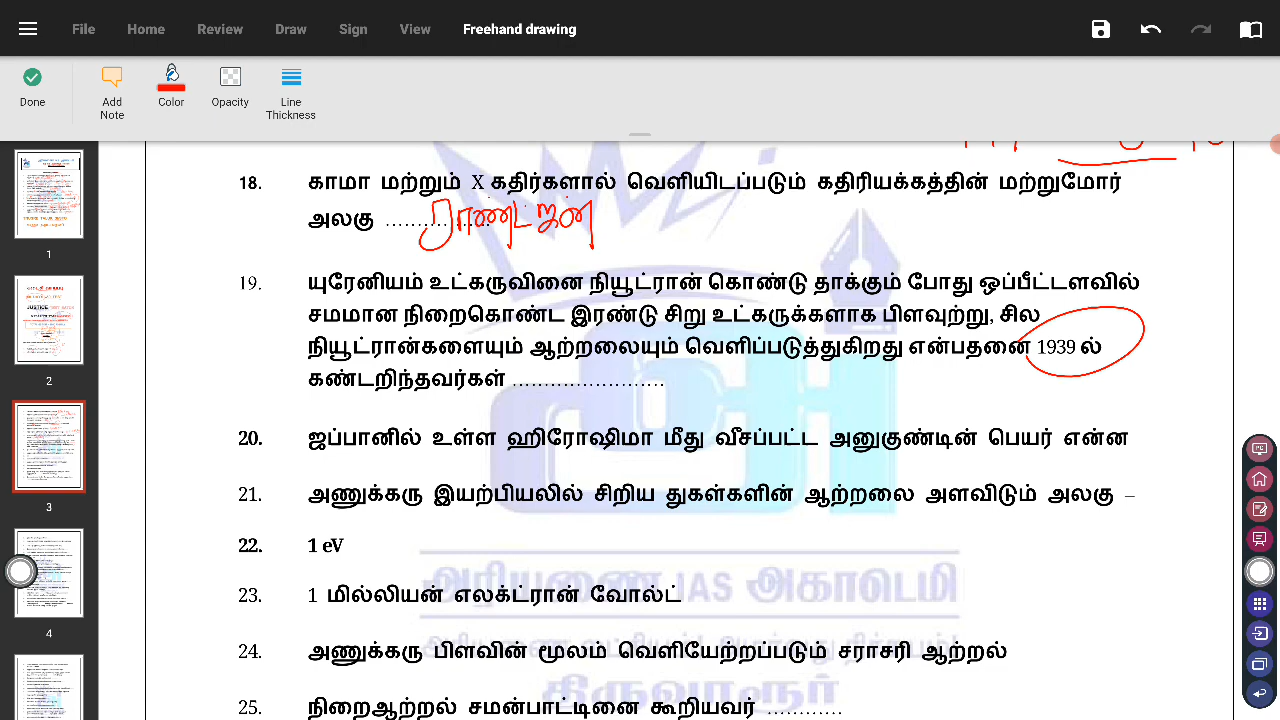 File Home Review Draw Sign View Freehand drawing
Done Add Note Color Opacity Line Thickness
18. காமா மற்றும் X கதிர்களால் வெளியிடப்படும் கதிரியக்கத்தின் மற்றுமோர்
அலகு ................. ராண்ட்ஜன்
19. யுரேனியம் உட்கருவினை நியூட்ரான் கொண்டு தாக்கும் போது ஒப்பீட்டளவில்
சமமான நிறைகொண்ட இரண்டு சிறு உட்கருக்களாக பிளவுற்று, சில
நியூட்ரான்களையும் ஆற்றலையும் வெளிப்படுத்துகிறது என்பதனை 1939 ல்
கண்டறிந்தவர்கள் ........................
20. ஜப்பானில் உள்ள ஹிரோஷிமா மீது வீசப்பட்ட அனுகுண்டின் பெயர் என்ன
21. அணுக்கரு இயற்பியலில் சிறிய துகள்களின் ஆற்றலை அளவிடும் அலகு –
22. 1 eV
23. 1 மில்லியன் எலக்ட்ரான் வோல்ட்
24. அணுக்கரு பிளவின் மூலம் வெளியேற்றப்படும் சராசரி ஆற்றல்
25. நிறைஆற்றல் சமன்பாட்டினை கூறியவர் ............
1
2
3
4